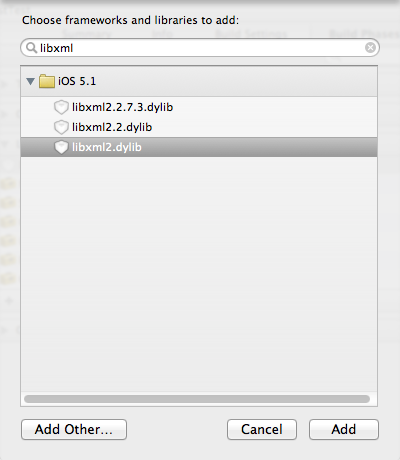 Choose frameworks and libraries to add:
libxml
iOS 5.1
libxml2.2.7.3.dylib
libxml2.2.dylib
libxml2.dylib
Add Other...
Cancel
Add